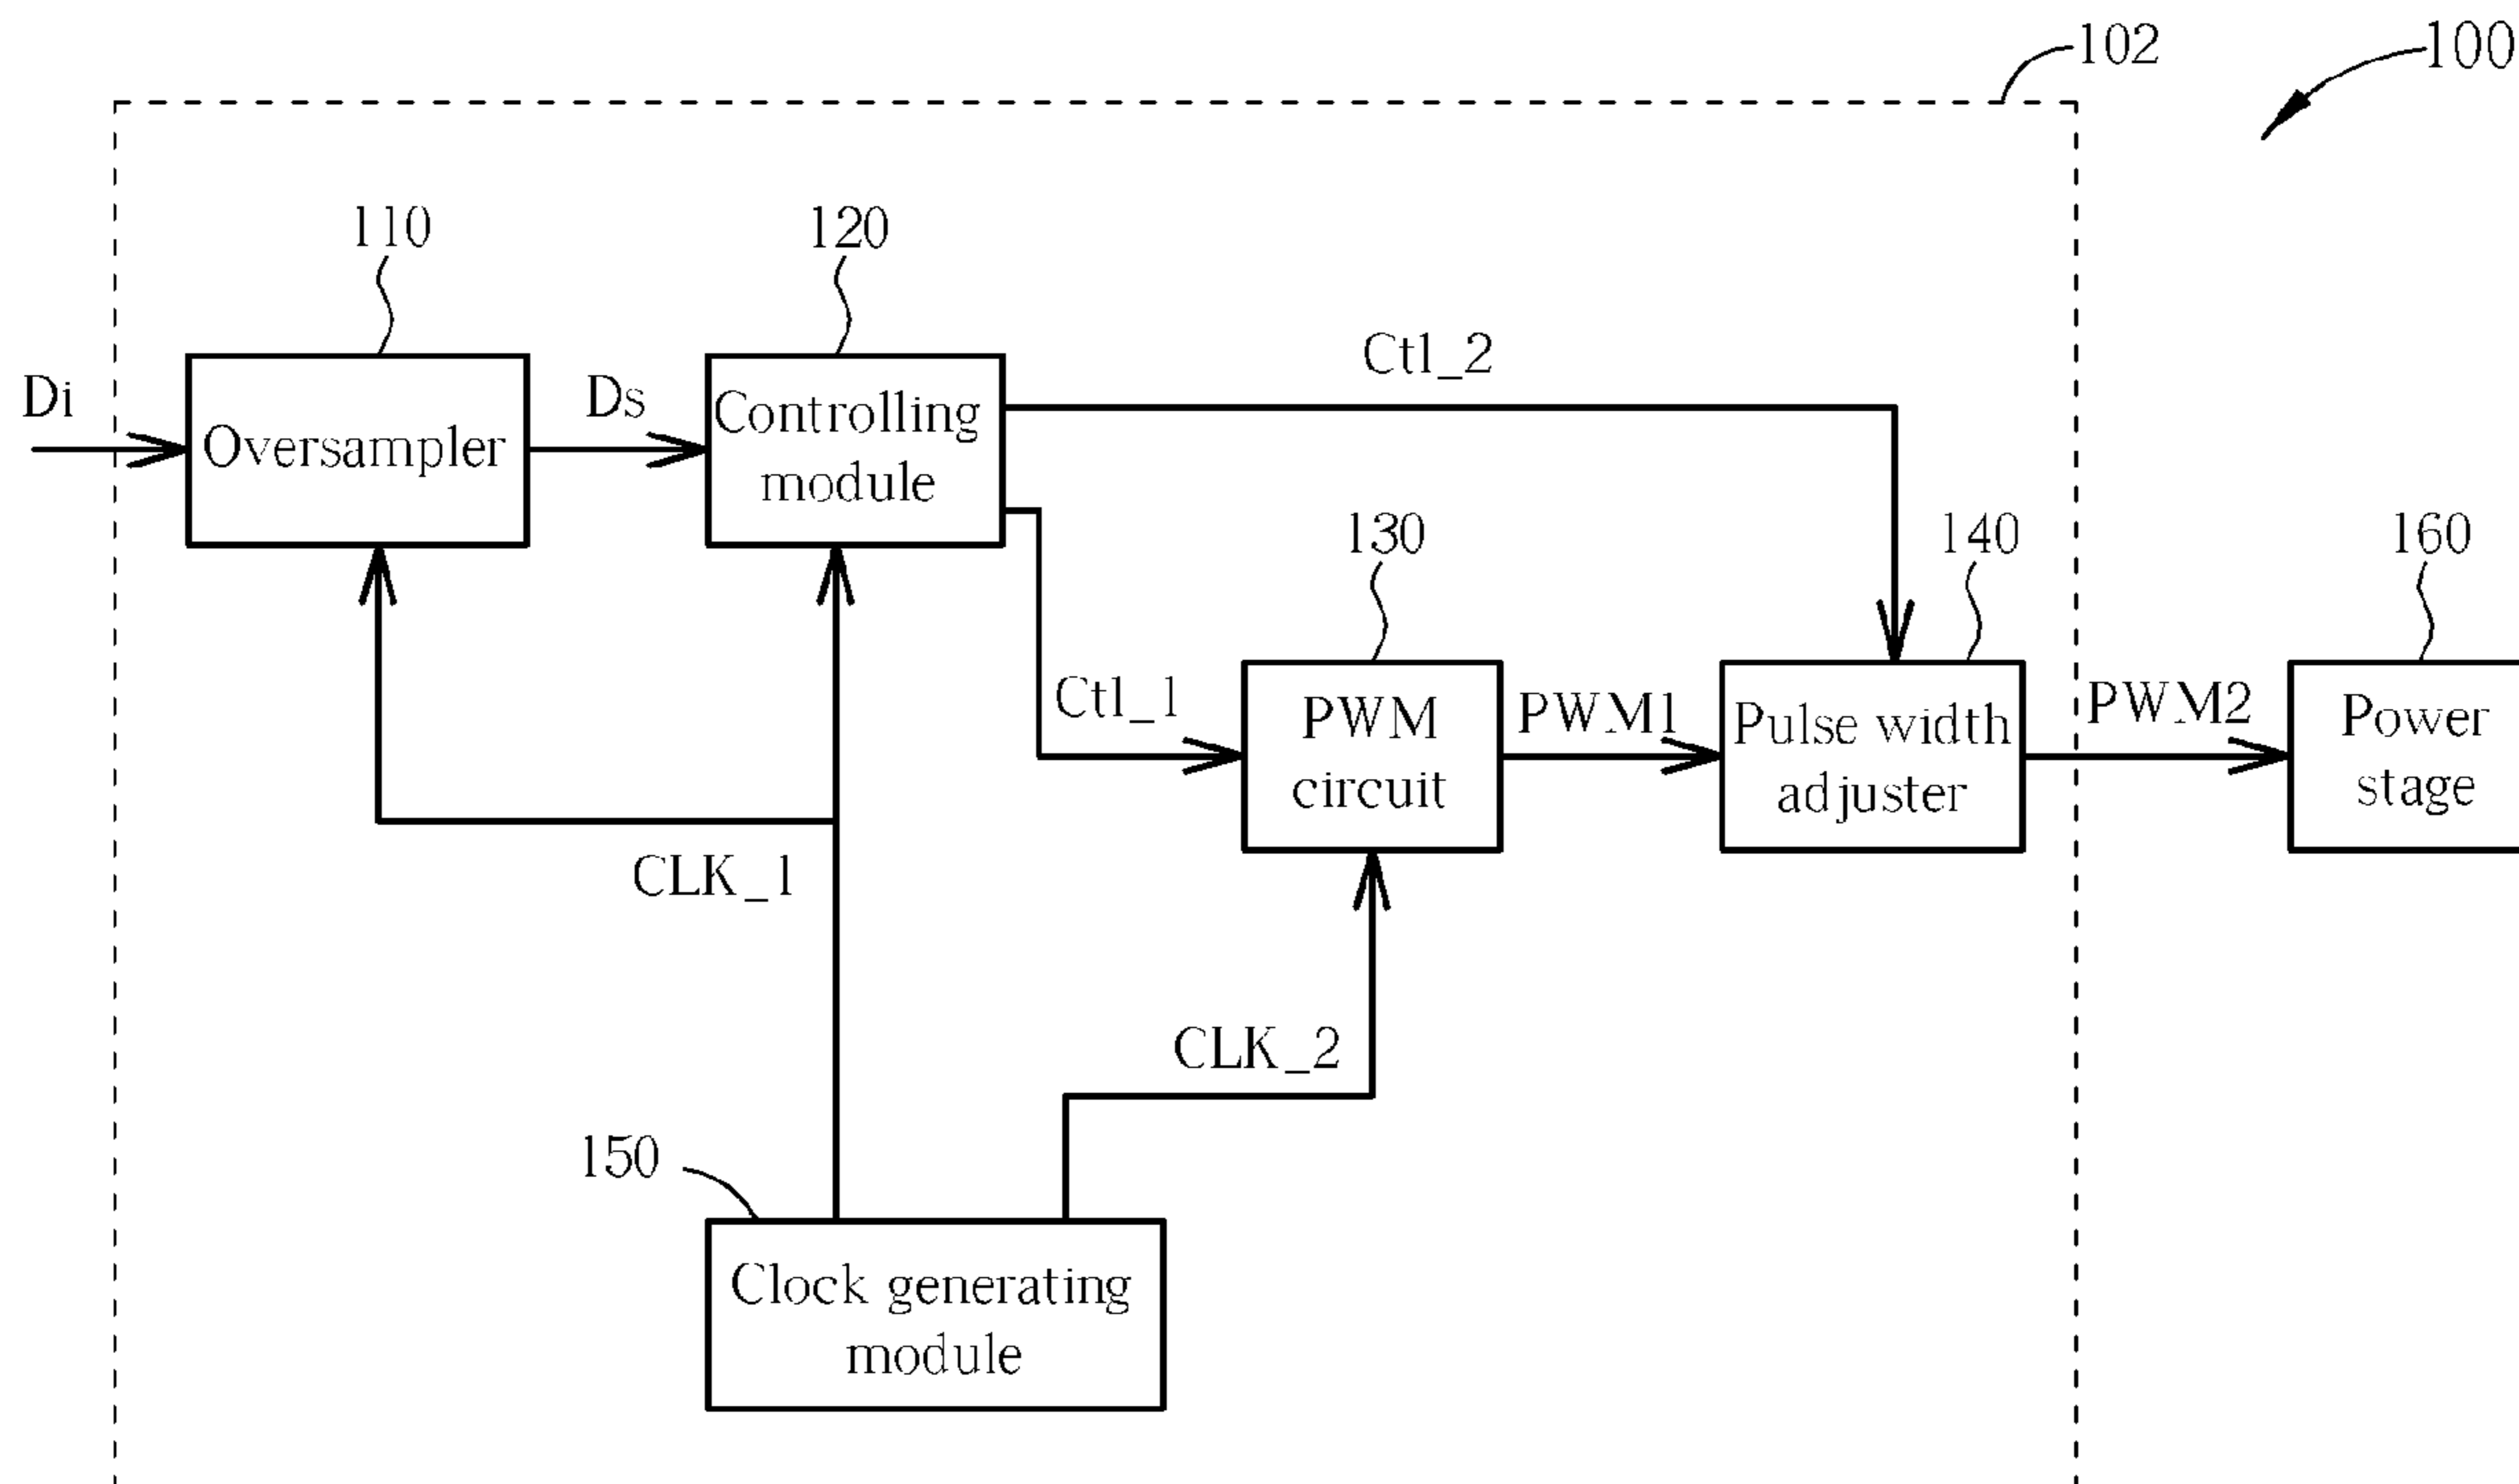 102
100
110
120
Di
Oversampler
Ds
Controlling
module
Ctl_2
130
140
160
Ctl_1
PWM
circuit
PWM1
Pulse width
adjuster
PWM2
Power
stage
CLK_1
CLK_2
150
Clock generating
module